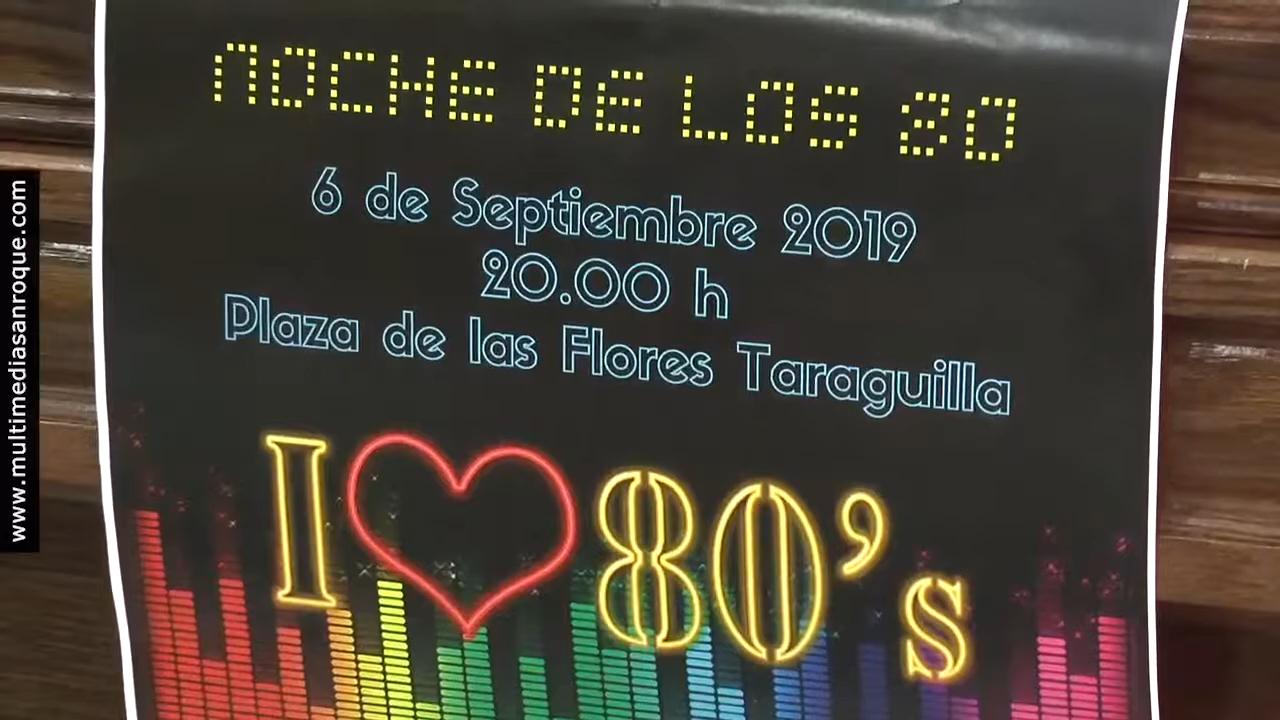 NOCHE DE LOS 80
6 de Septiembre 2019
20.00 h
Plaza de las Flores Taraguilla
I 80's
www.multimediasanroque.com